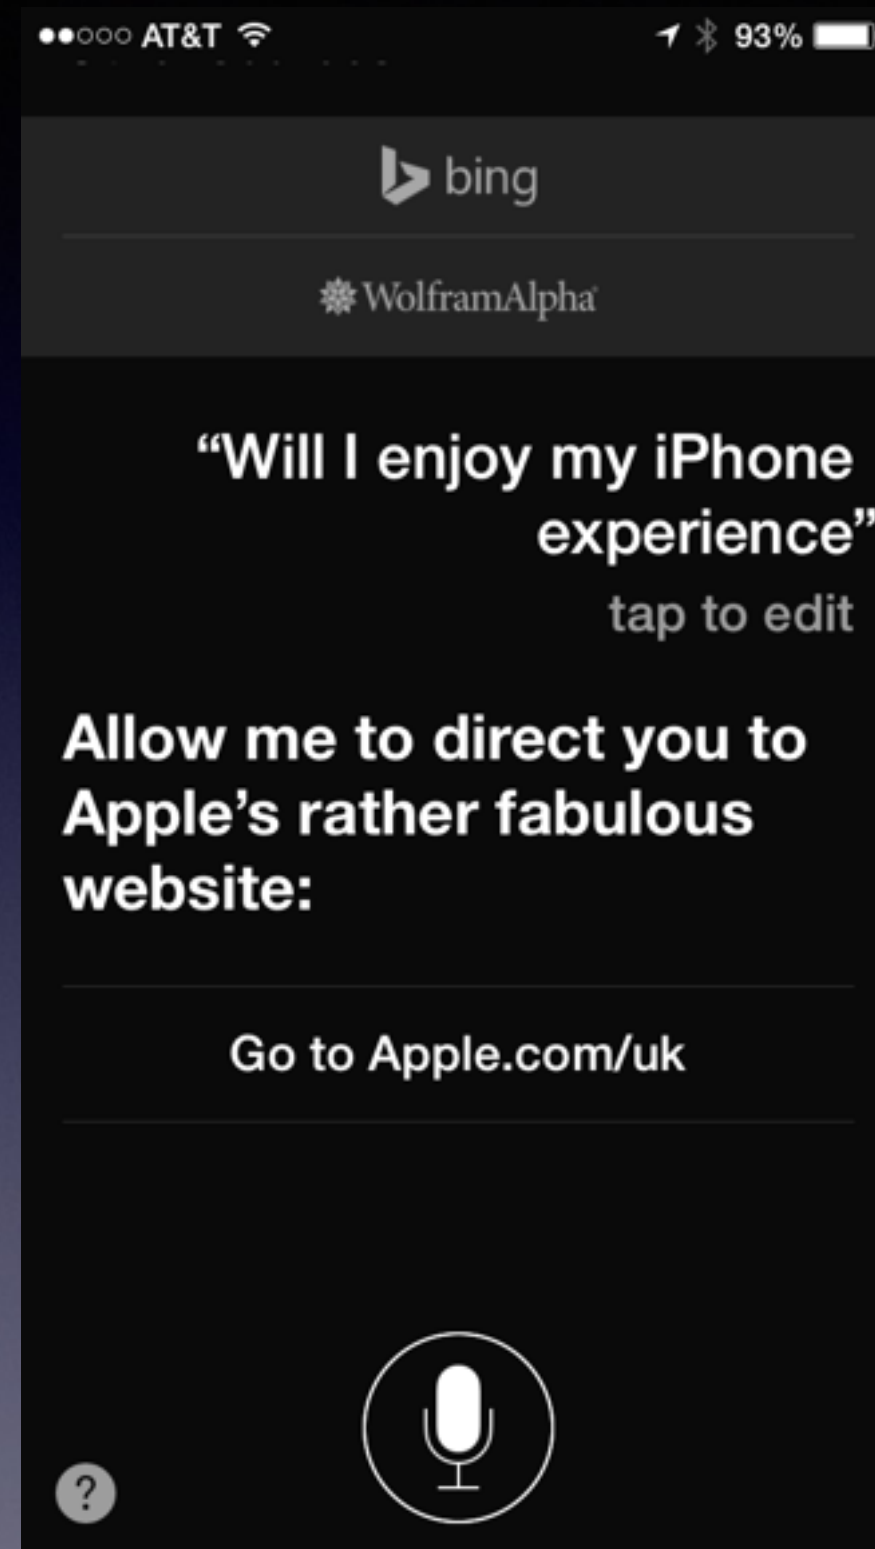 AT&T 93%
bing
WolframAlpha
“Will I enjoy my iPhone
experience”
tap to edit
Allow me to direct you to
Apple’s rather fabulous
website:
Go to Apple.com/uk
?